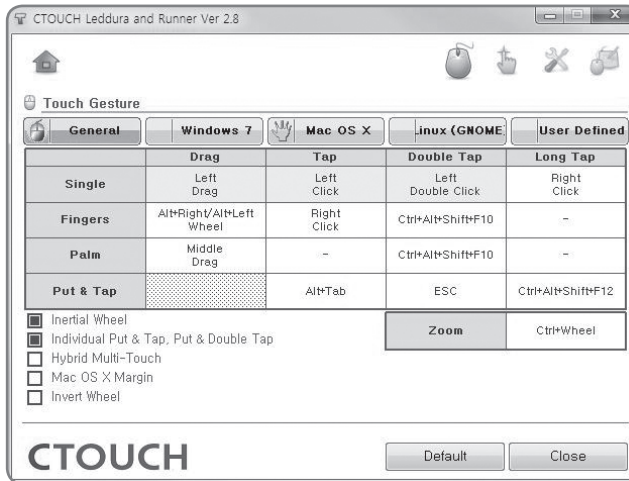 CTOUCH Leddura and Runner Ver 2.8
Touch Gesture
General Windows 7 Mac OS X .inux (GNOME User Defined
Drag Tap Double Tap Long Tap
Single Left Drag Left Click Left Double Click Right Click
Fingers Alt+Right/Alt+Left Wheel Right Click Ctrl+Alt+Shift+F10 -
Palm Middle Drag - Ctrl+Alt+Shift+F10 -
Put & Tap Alt+Tab ESC Ctrl+Alt+Shift+F12
Inertial Wheel
Individual Put & Tap, Put & Double Tap
Hybrid Multi-Touch
Mac OS X Margin
Invert Wheel
Zoom Ctrl+Wheel
CTOUCH
Default Close